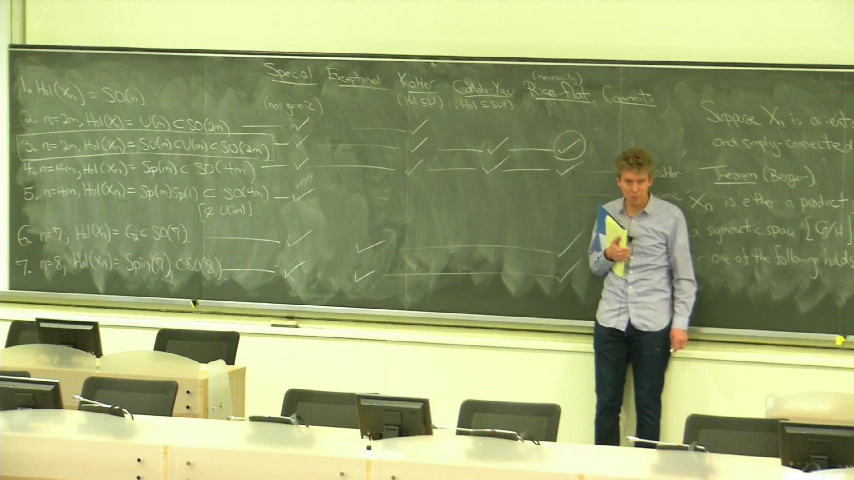 Special Exceptional Kähler Calabi-Yau (necessarily) Ricci-flat Comments
(not generic) (Hol ⊆ U) (Hol ⊆ SU)
1. Hol(Xn) = SO(n)
2. n=2m, Hol(X) = U(m) ⊂ SO(2m) ✓ ✓
3. n=2m, Hol(X) = SU(m) ⊂ U(m) ⊂ SO(2m) ✓ ✓ ✓ ✓
4. n=4m, Hol(Xn) = Sp(m) ⊂ SO(4m) ✓ ✓ ✓ ✓
5. n=4m, Hol(Xn) = Sp(m)Sp(1) ⊂ SO(4m) ✓
[⊄ U(2m)]
6. n=7, Hol(Xn) = G2 ⊂ SO(7) ✓ ✓ ✓
7. n=8, Hol(Xn) = Spin(7) ⊂ SO(8) ✓ ✓ ✓
Suppose Xn is
and simply-connected
Theorem (Berger)
Xn is either a product
a symmetric space [G/H]
one of the following holds